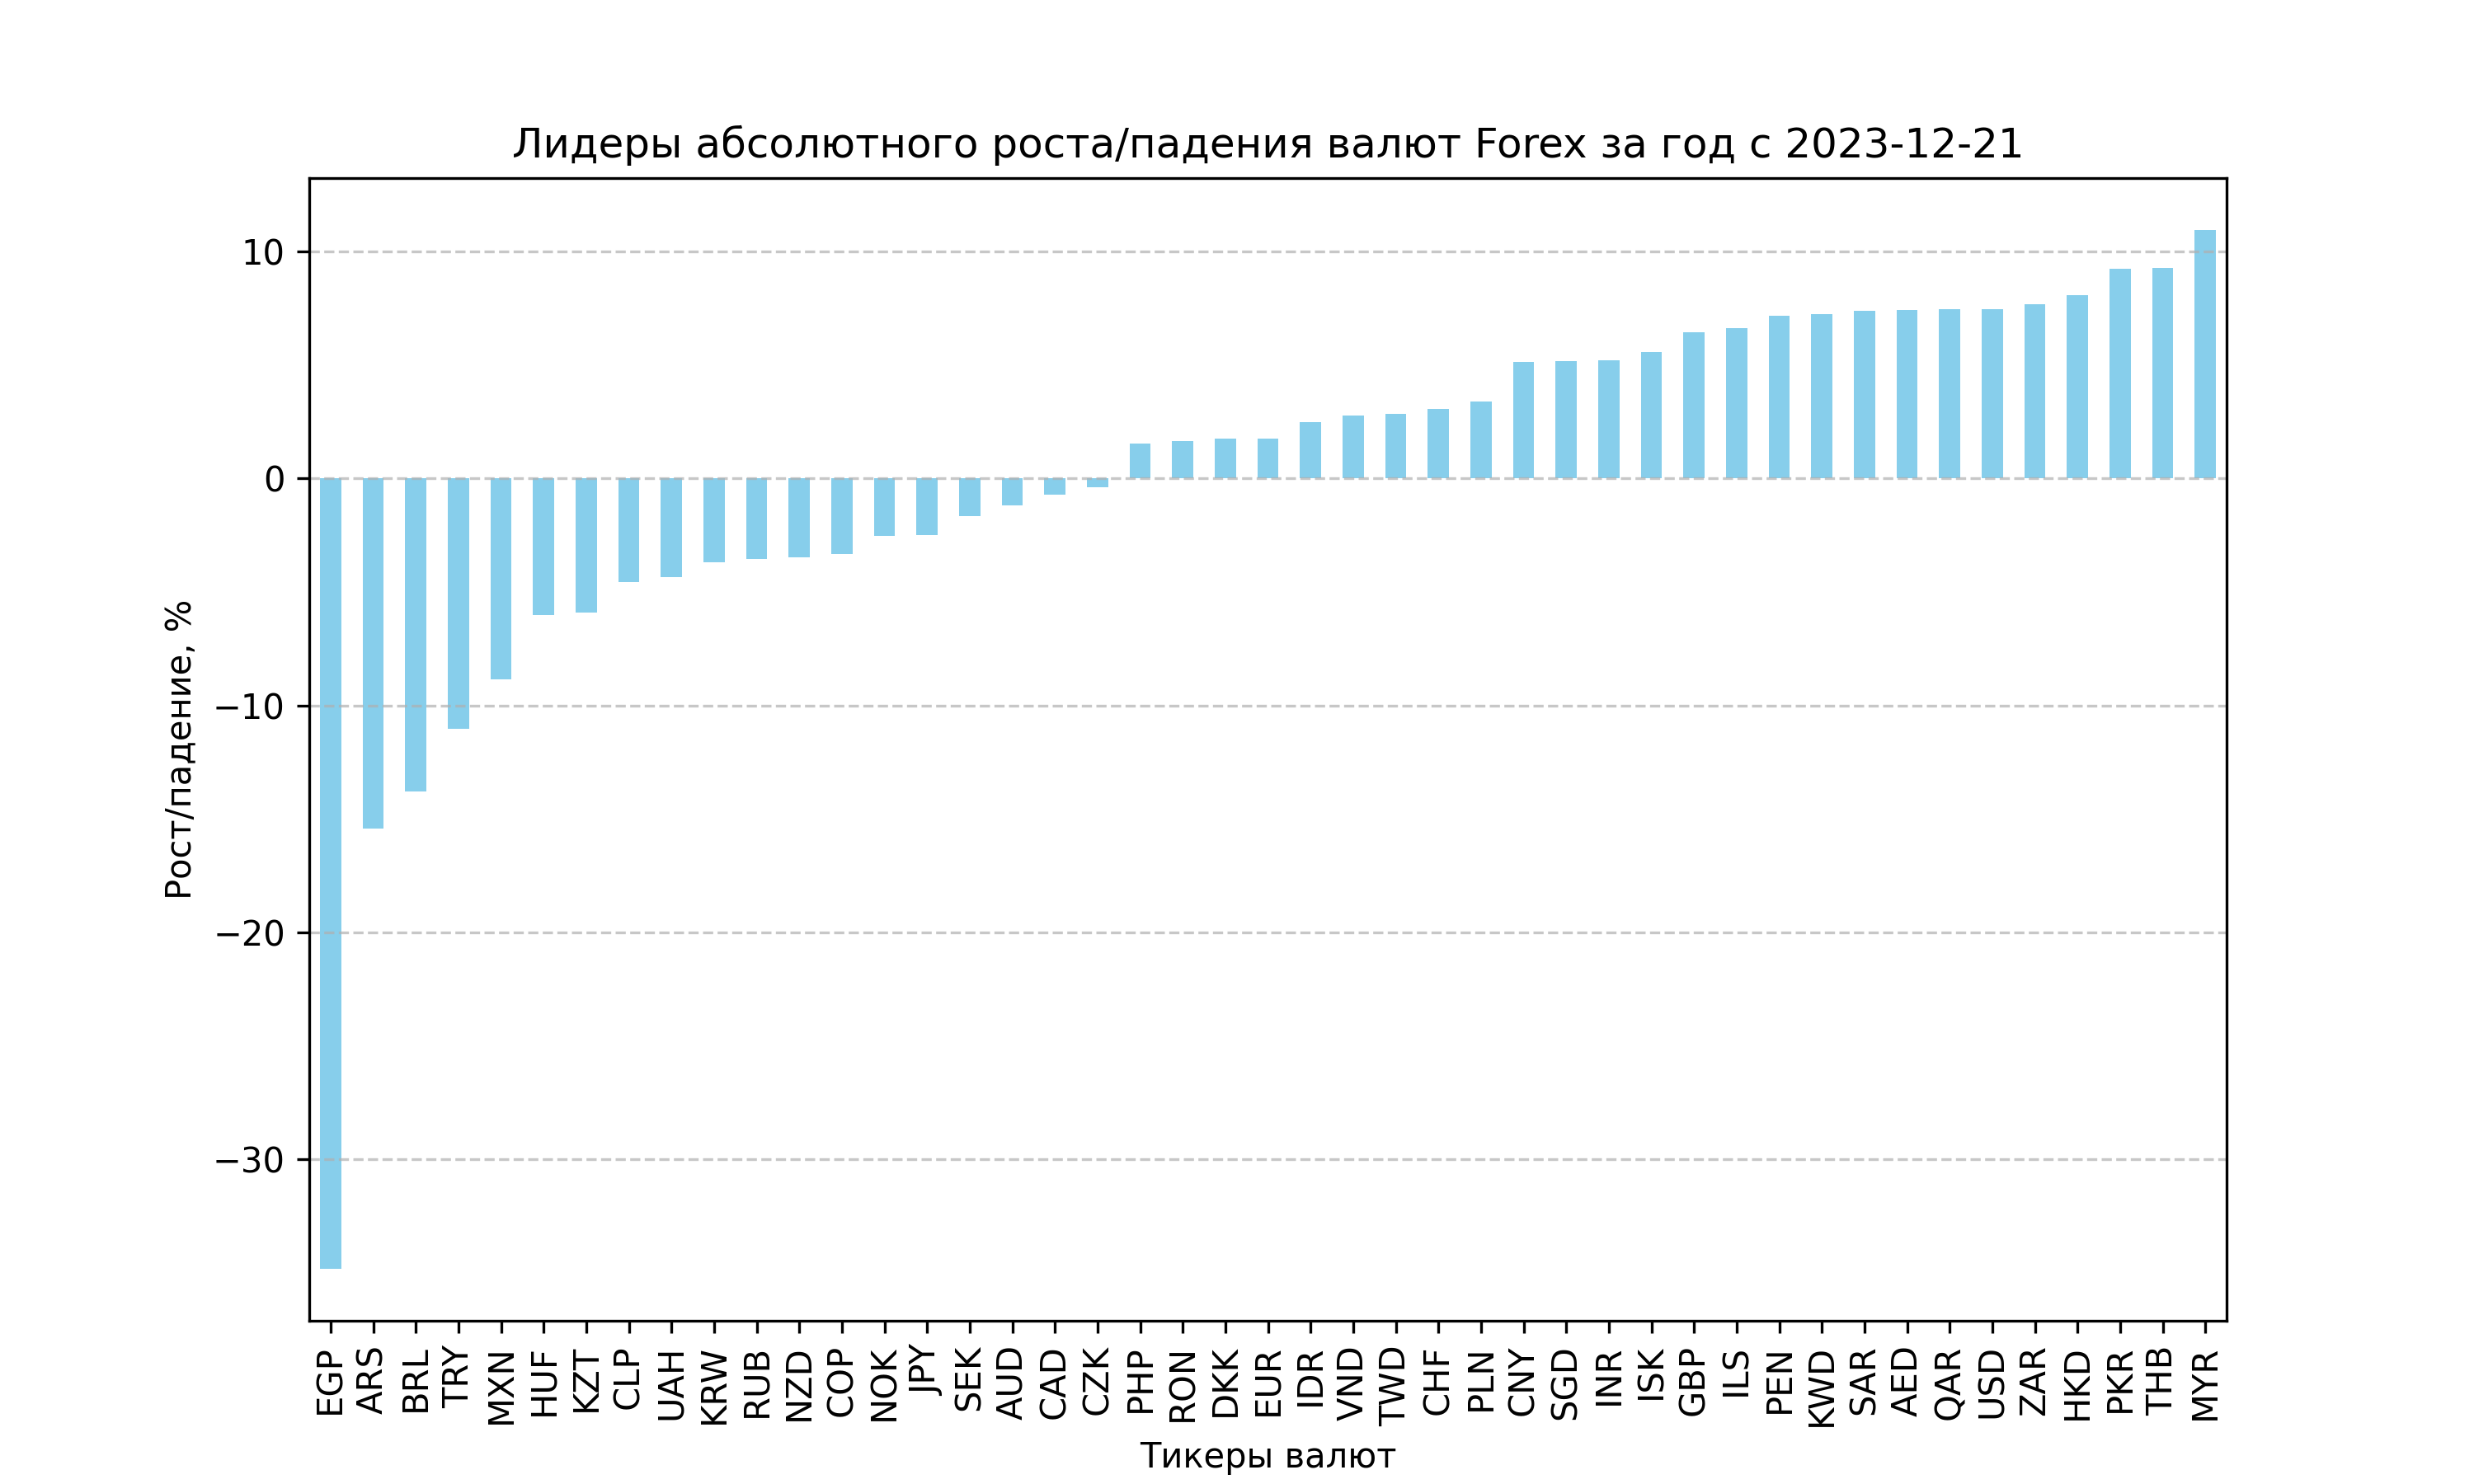 Лидеры абсолютного роста/падения валют Forex за год с 2023-12-21
10
0
−10
−20
−30
Рост/падение, %
EGP
ARS
BRL
TRY
MXN
HUF
KZT
CLP
UAH
KRW
RUB
NZD
COP
NOK
JPY
SEK
AUD
CAD
CZK
PHP
RON
DKK
EUR
IDR
VND
TWD
CHF
PLN
CNY
SGD
INR
ISK
GBP
ILS
PEN
KWD
SAR
AED
QAR
USD
ZAR
HKD
PKR
THB
MYR
Тикеры валют